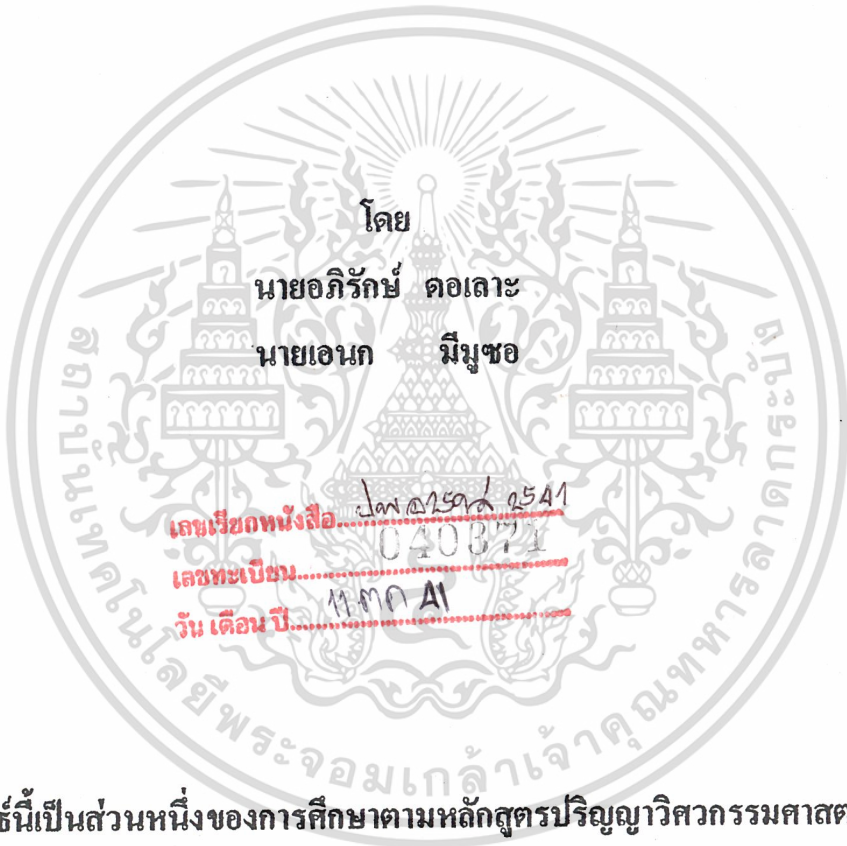 โดย
นายอภิรักษ์ ดอเลาะ
นายเอนก มีมูซอ
สถาบันเทคโนโลยีพระจอมเกล้าเจ้าคุณทหารลาดกระบัง
เลขเรียกหนังสือ 2541
เลขทะเบียน 040371
วัน เดือน ปี 11 ตค 41
ธ์นี้เป็นส่วนหนึ่งของการศึกษาตามหลักสูตรปริญญาวิศวกรรมศาสต